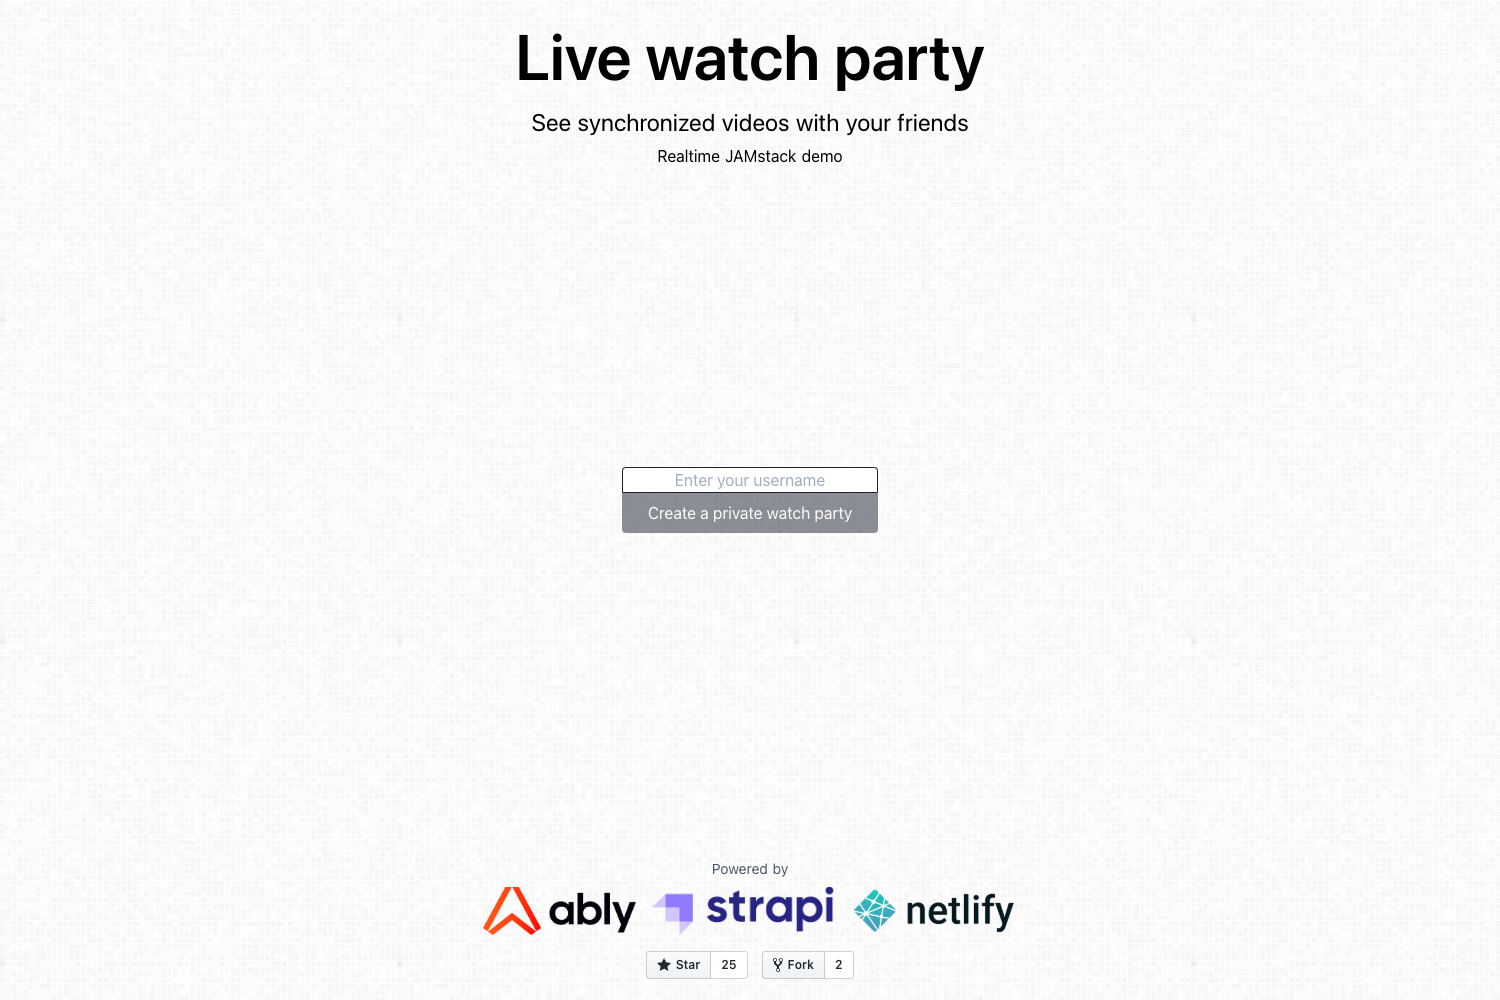 Live watch party
See synchronized videos with your friends
Realtime JAMstack demo
Enter your username
Create a private watch party
Powered by
ably strapi netlify
Star 25 Fork 2